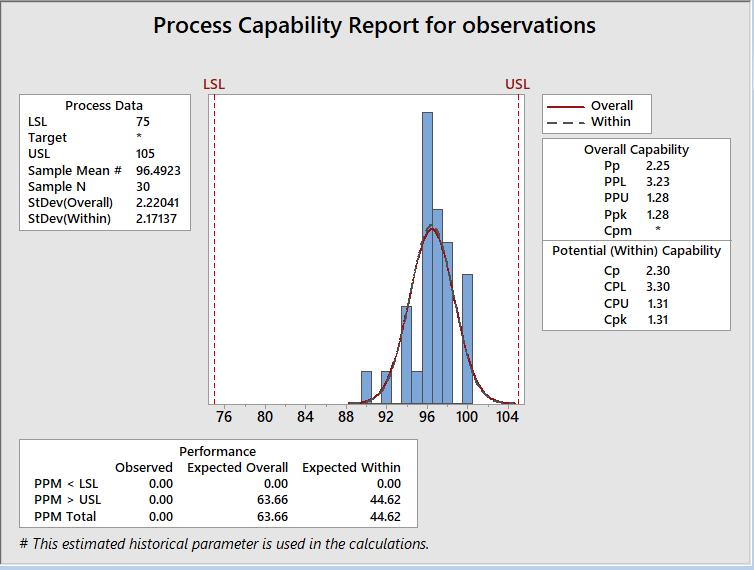 Process Capability Report for observations
LSL USL
Process Data
LSL 75
Target *
USL 105
Sample Mean # 96.4923
Sample N 30
StDev(Overall) 2.22041
StDev(Within) 2.17137
Overall
Within
Overall Capability
Pp 2.25
PPL 3.23
PPU 1.28
Ppk 1.28
Cpm *
Potential (Within) Capability
Cp 2.30
CPL 3.30
CPU 1.31
Cpk 1.31
76 80 84 88 92 96 100 104
Performance
Observed Expected Overall Expected Within
PPM < LSL 0.00 0.00 0.00
PPM > USL 0.00 63.66 44.62
PPM Total 0.00 63.66 44.62
# This estimated historical parameter is used in the calculations.